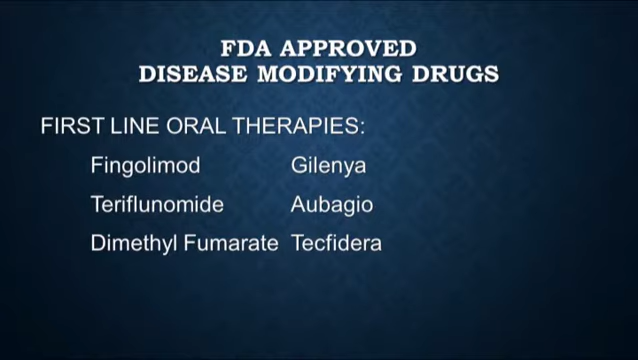 FDA APPROVED
DISEASE MODIFYING DRUGS
FIRST LINE ORAL THERAPIES:
Fingolimod Gilenya
Teriflunomide Aubagio
Dimethyl Fumarate Tecfidera